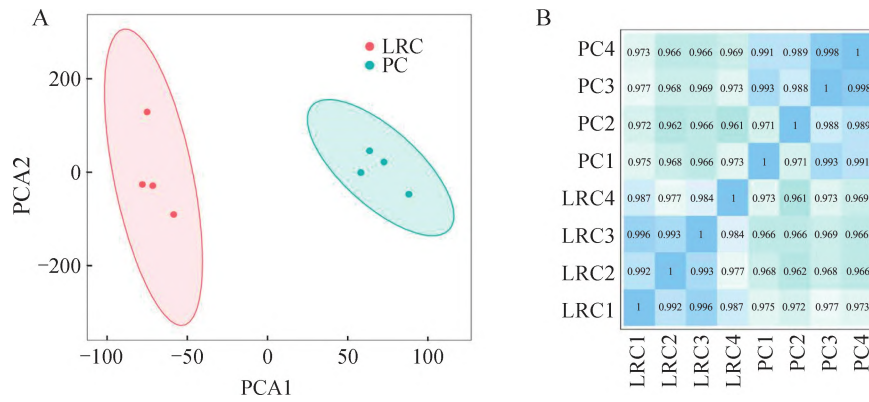 A
LRC
PC
200
0
−200
PCA2
−100
−50
0
50
100
PCA1
B
PC4 0.973 0.966 0.966 0.969 0.991 0.989 0.998 1
PC3 0.977 0.968 0.969 0.973 0.993 0.988 1 0.998
PC2 0.972 0.962 0.966 0.961 0.971 1 0.988 0.989
PC1 0.975 0.968 0.966 0.973 1 0.971 0.993 0.991
LRC4 0.987 0.977 0.984 1 0.973 0.961 0.973 0.969
LRC3 0.996 0.993 1 0.984 0.966 0.966 0.969 0.966
LRC2 0.992 1 0.993 0.977 0.968 0.962 0.968 0.966
LRC1 1 0.992 0.996 0.987 0.975 0.972 0.977 0.973
LRC1
LRC2
LRC3
LRC4
PC1
PC2
PC3
PC4